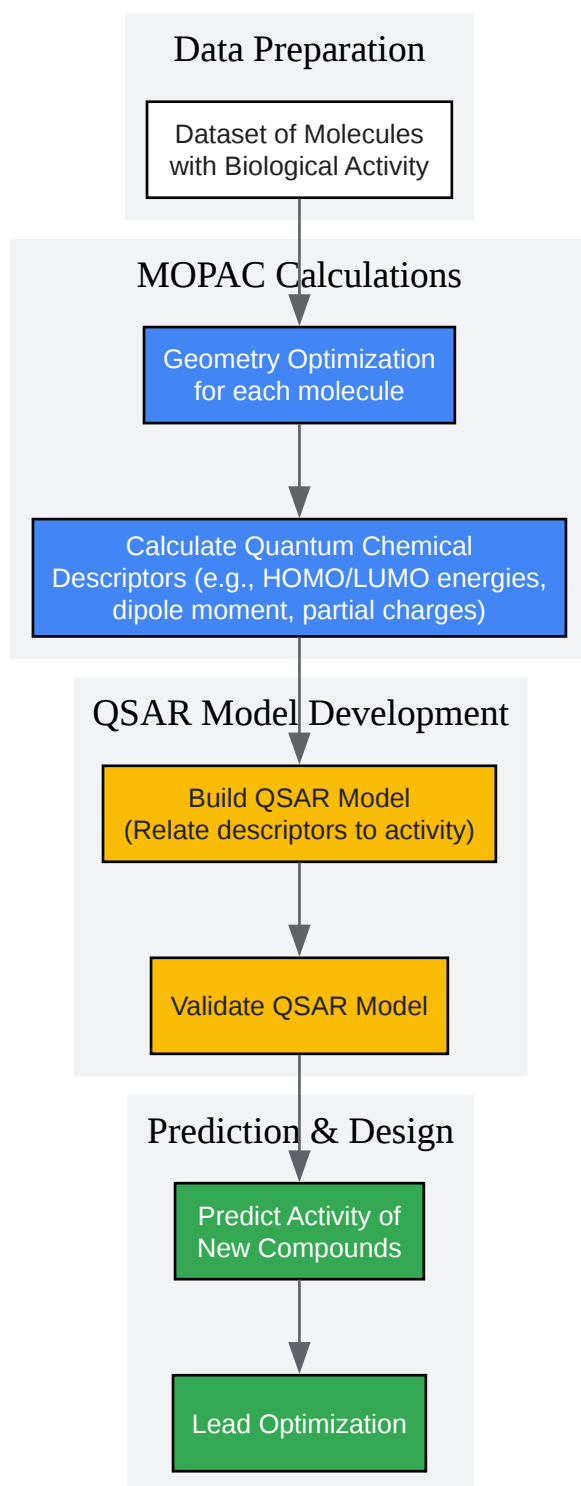 Data Preparation
Dataset of Molecules
with Biological Activity
MOPAC Calculations
Geometry Optimization
for each molecule
Calculate Quantum Chemical
Descriptors (e.g., HOMO/LUMO energies,
dipole moment, partial charges)
QSAR Model Development
Build QSAR Model
(Relate descriptors to activity)
Validate QSAR Model
Prediction & Design
Predict Activity of
New Compounds
Lead Optimization